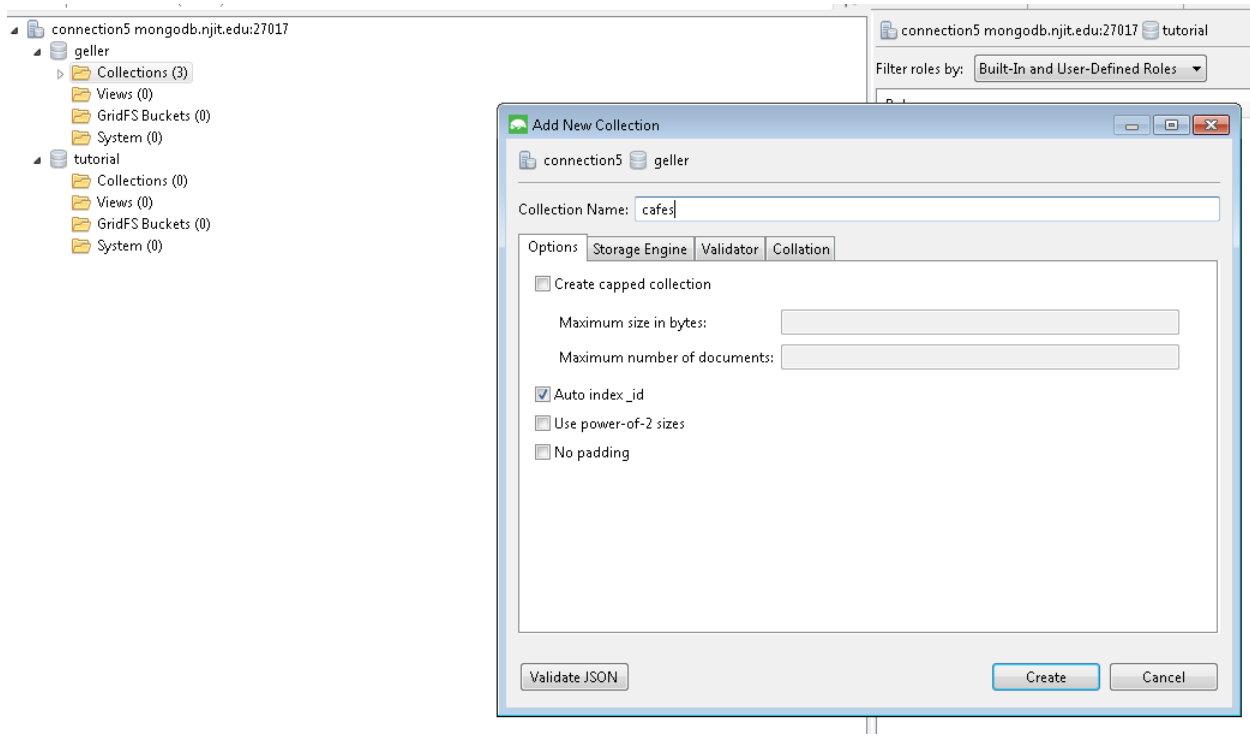 connection5 mongodb.njit.edu:27017
geller
Collections (3)
Views (0)
GridFS Buckets (0)
System (0)
tutorial
Collections (0)
Views (0)
GridFS Buckets (0)
System (0)
connection5 mongodb.njit.edu:27017 tutorial
Filter roles by: Built-In and User-Defined Roles
Add New Collection
connection5 geller
Collection Name: cafes
Options Storage Engine Validator Collation
Create capped collection
Maximum size in bytes:
Maximum number of documents:
Auto index _id
Use power-of-2 sizes
No padding
Validate JSON Create Cancel